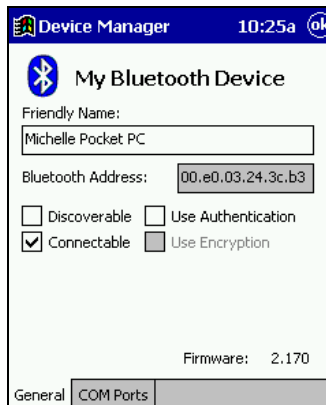 Device Manager 10:25a ok
My Bluetooth Device
Friendly Name:
Michelle Pocket PC
Bluetooth Address: 00.e0.03.24.3c.b3
Discoverable Use Authentication
Connectable Use Encryption
Firmware: 2.170
General COM Ports